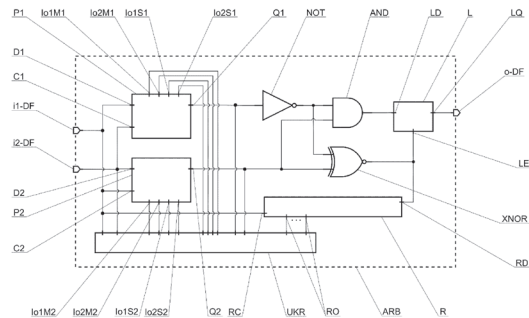 P1 Io1M1 Io2M1 Io1S1 Io2S1 Q1 NOT AND LD L LQ
D1
C1
i1-DF
o-DF
i2-DF
LE
D2
P2
XNOR
C2
RD
Io1M2 Io2M2 Io1S2 Io2S2 Q2 RC UKR RO ARB R